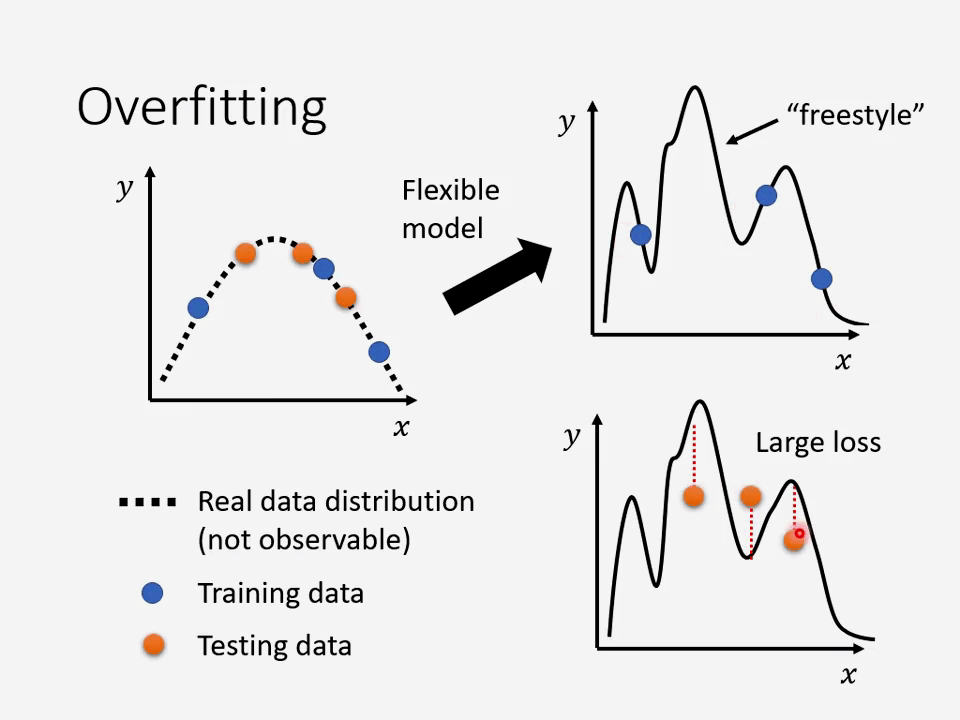 Overfitting
y
x
Flexible
model
y
"freestyle"
x
y
Large loss
x
Real data distribution
(not observable)
Training data
Testing data